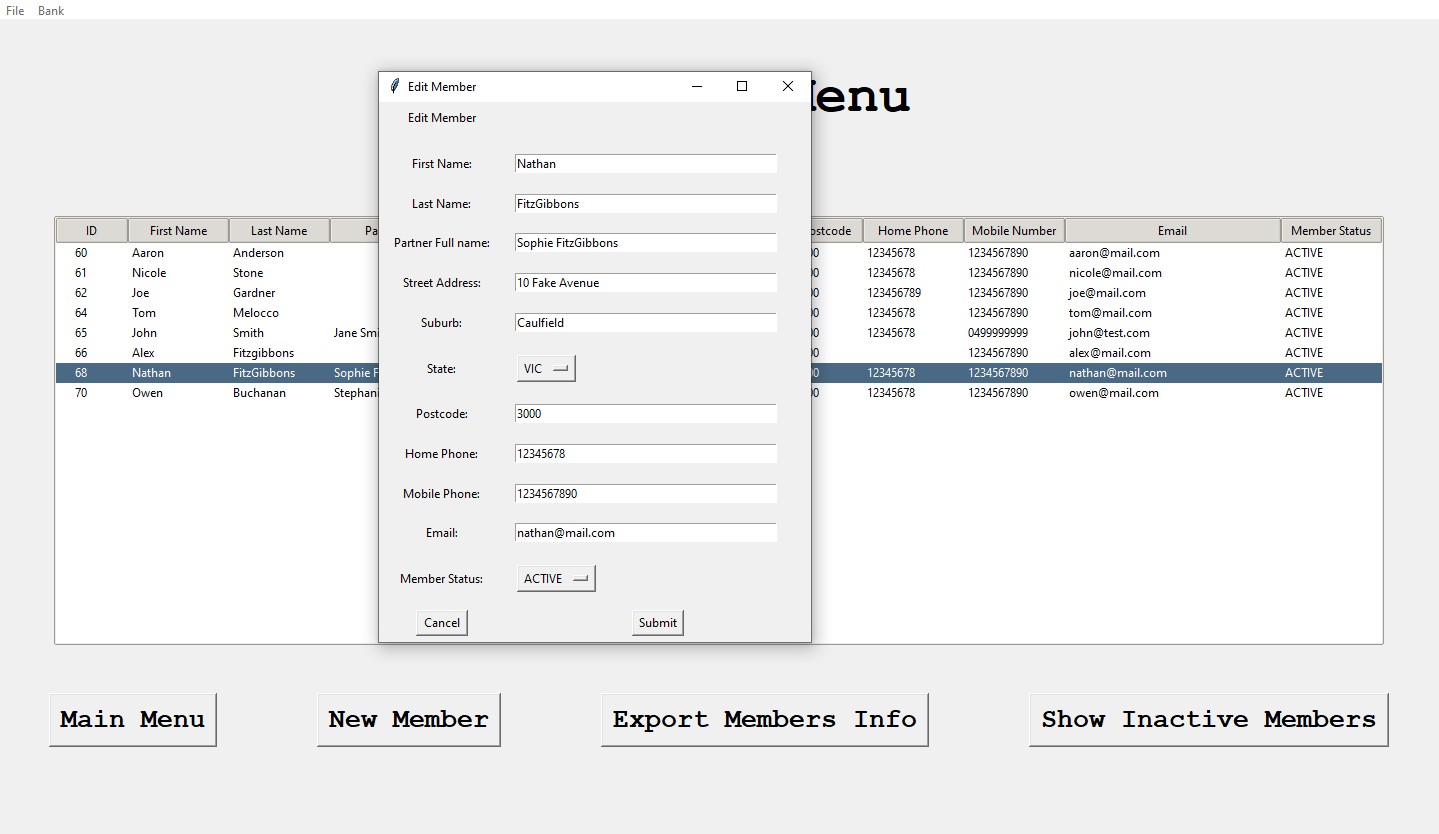 File Bank
Edit Member
enu
Edit Member
First Name: Nathan
Last Name: FitzGibbons
Partner Full name: Sophie FitzGibbons
Street Address: 10 Fake Avenue
Suburb: Caulfield
State: VIC
Postcode: 3000
Home Phone: 12345678
Mobile Phone: 1234567890
Email: nathan@mail.com
Member Status: ACTIVE
Cancel Submit
ID First Name Last Name Pa ostcode Home Phone Mobile Number Email Member Status
60 Aaron Anderson 00 12345678 1234567890 aaron@mail.com ACTIVE
61 Nicole Stone 00 12345678 1234567890 nicole@mail.com ACTIVE
62 Joe Gardner 00 123456789 1234567890 joe@mail.com ACTIVE
64 Tom Melocco 00 12345678 1234567890 tom@mail.com ACTIVE
65 John Smith Jane Smi 00 12345678 0499999999 john@test.com ACTIVE
66 Alex Fitzgibbons 00 1234567890 alex@mail.com ACTIVE
68 Nathan FitzGibbons Sophie F 00 12345678 1234567890 nathan@mail.com ACTIVE
70 Owen Buchanan Stephani 00 12345678 1234567890 owen@mail.com ACTIVE
Main Menu New Member Export Members Info Show Inactive Members